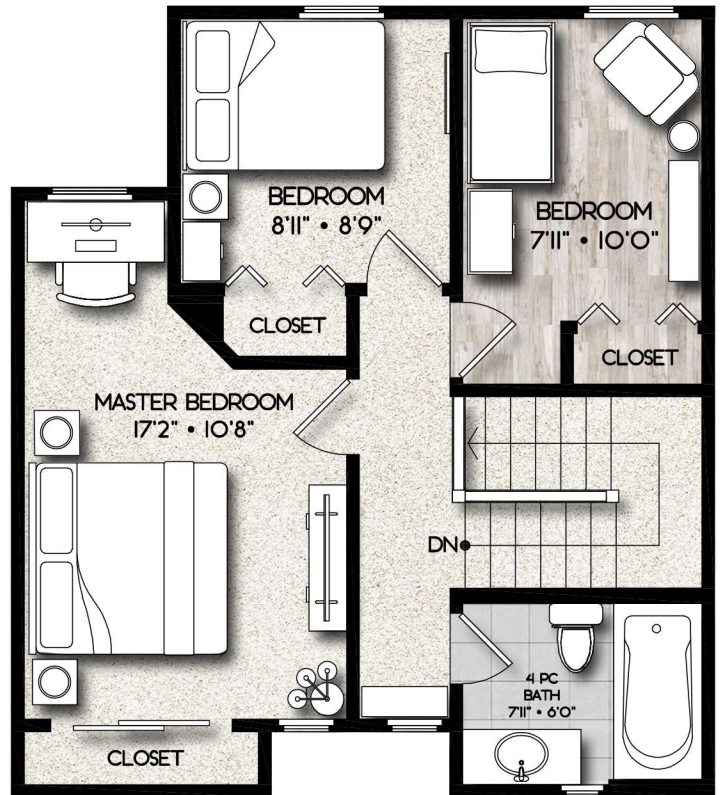 BEDROOM
8'11" • 8'9"
BEDROOM
7'11" • 10'0"
CLOSET
CLOSET
MASTER BEDROOM
17'2" • 10'8"
DN
4 PC
BATH
7'11" • 6'0"
CLOSET